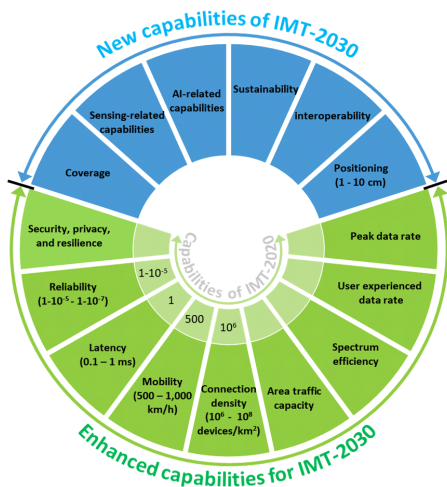 New capabilities of IMT-2030
Coverage
Sensing-related
capabilities
AI-related
capabilities
Sustainability
Interoperability
Positioning
(1 - 10 cm)
Security, privacy,
and resilience
Reliability
(1-10⁻⁵ - 1-10⁻⁷)
Latency
(0.1 – 1 ms)
Mobility
(500 – 1,000
km/h)
Connection
density
(10⁶ - 10⁸
devices/km²)
Area traffic
capacity
Spectrum
efficiency
User experienced
data rate
Peak data rate
1-10⁻⁵
1
500
10⁶
Capabilities of IMT-2020
Enhanced capabilities for IMT-2030